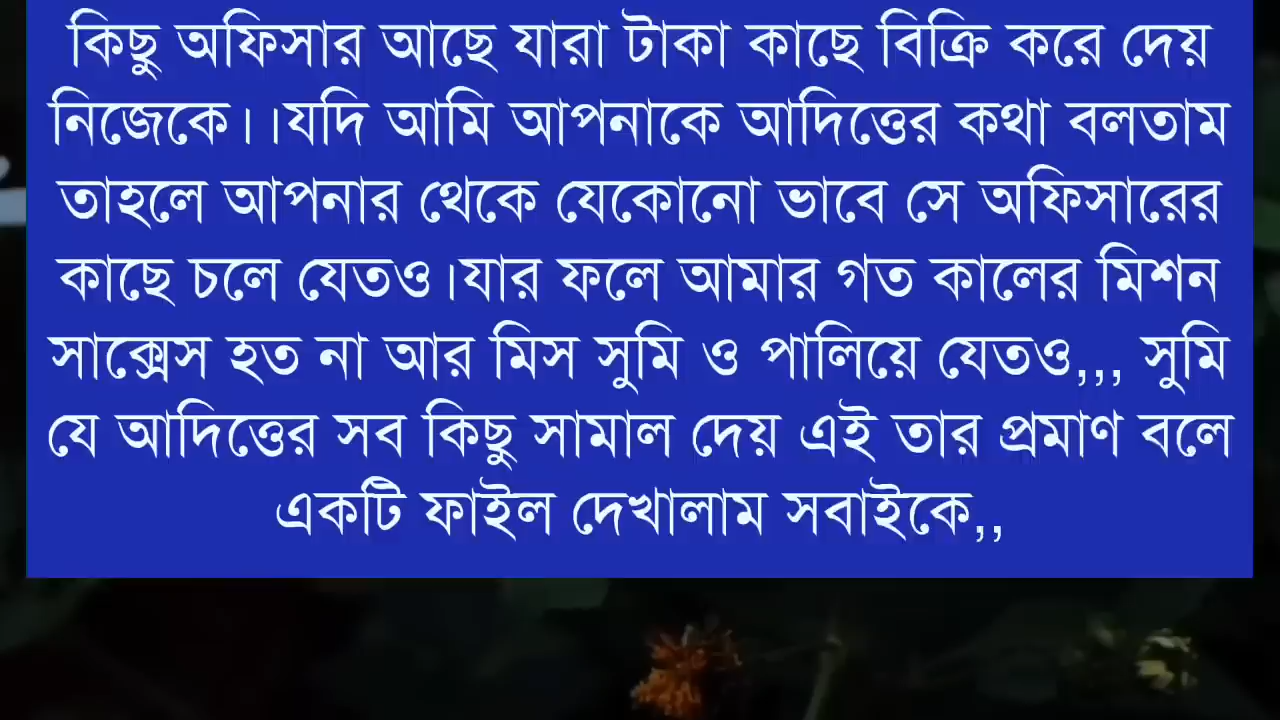 কিছু অফিসার আছে যারা টাকা কাছে বিক্রি করে দেয়
নিজেকে।।যদি আমি আপনাকে আদিত্তের কথা বলতাম
তাহলে আপনার থেকে যেকোনো ভাবে সে অফিসারের
কাছে চলে যেতও।যার ফলে আমার গত কালের মিশন
সাক্সেস হত না আর মিস সুমি ও পালিয়ে যেতও,,, সুমি
যে আদিত্তের সব কিছু সামাল দেয় এই তার প্রমাণ বলে
একটি ফাইল দেখালাম সবাইকে,,